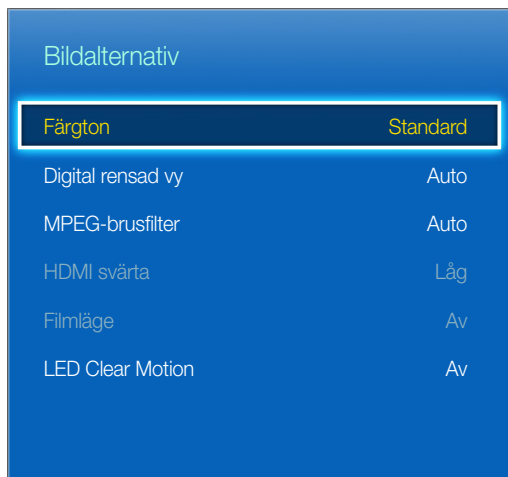 Bildalternativ
Färgton Standard
Digital rensad vy Auto
MPEG-brusfilter Auto
HDMI svärta Låg
Filmläge Av
LED Clear Motion Av